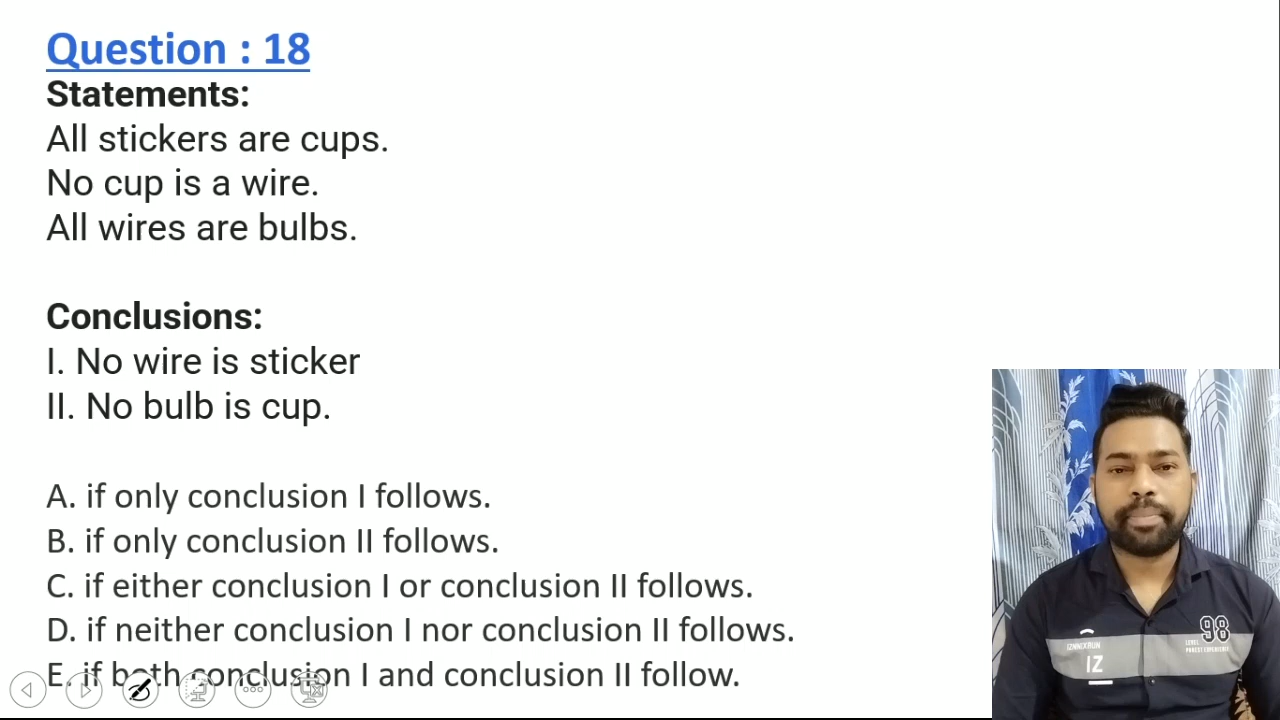 Question : 18
Statements:
All stickers are cups.
No cup is a wire.
All wires are bulbs.
Conclusions:
I. No wire is sticker
II. No bulb is cup.
A. if only conclusion I follows.
B. if only conclusion II follows.
C. if either conclusion I or conclusion II follows.
D. if neither conclusion I nor conclusion II follows.
E. if both conclusion I and conclusion II follow.
98
IZ